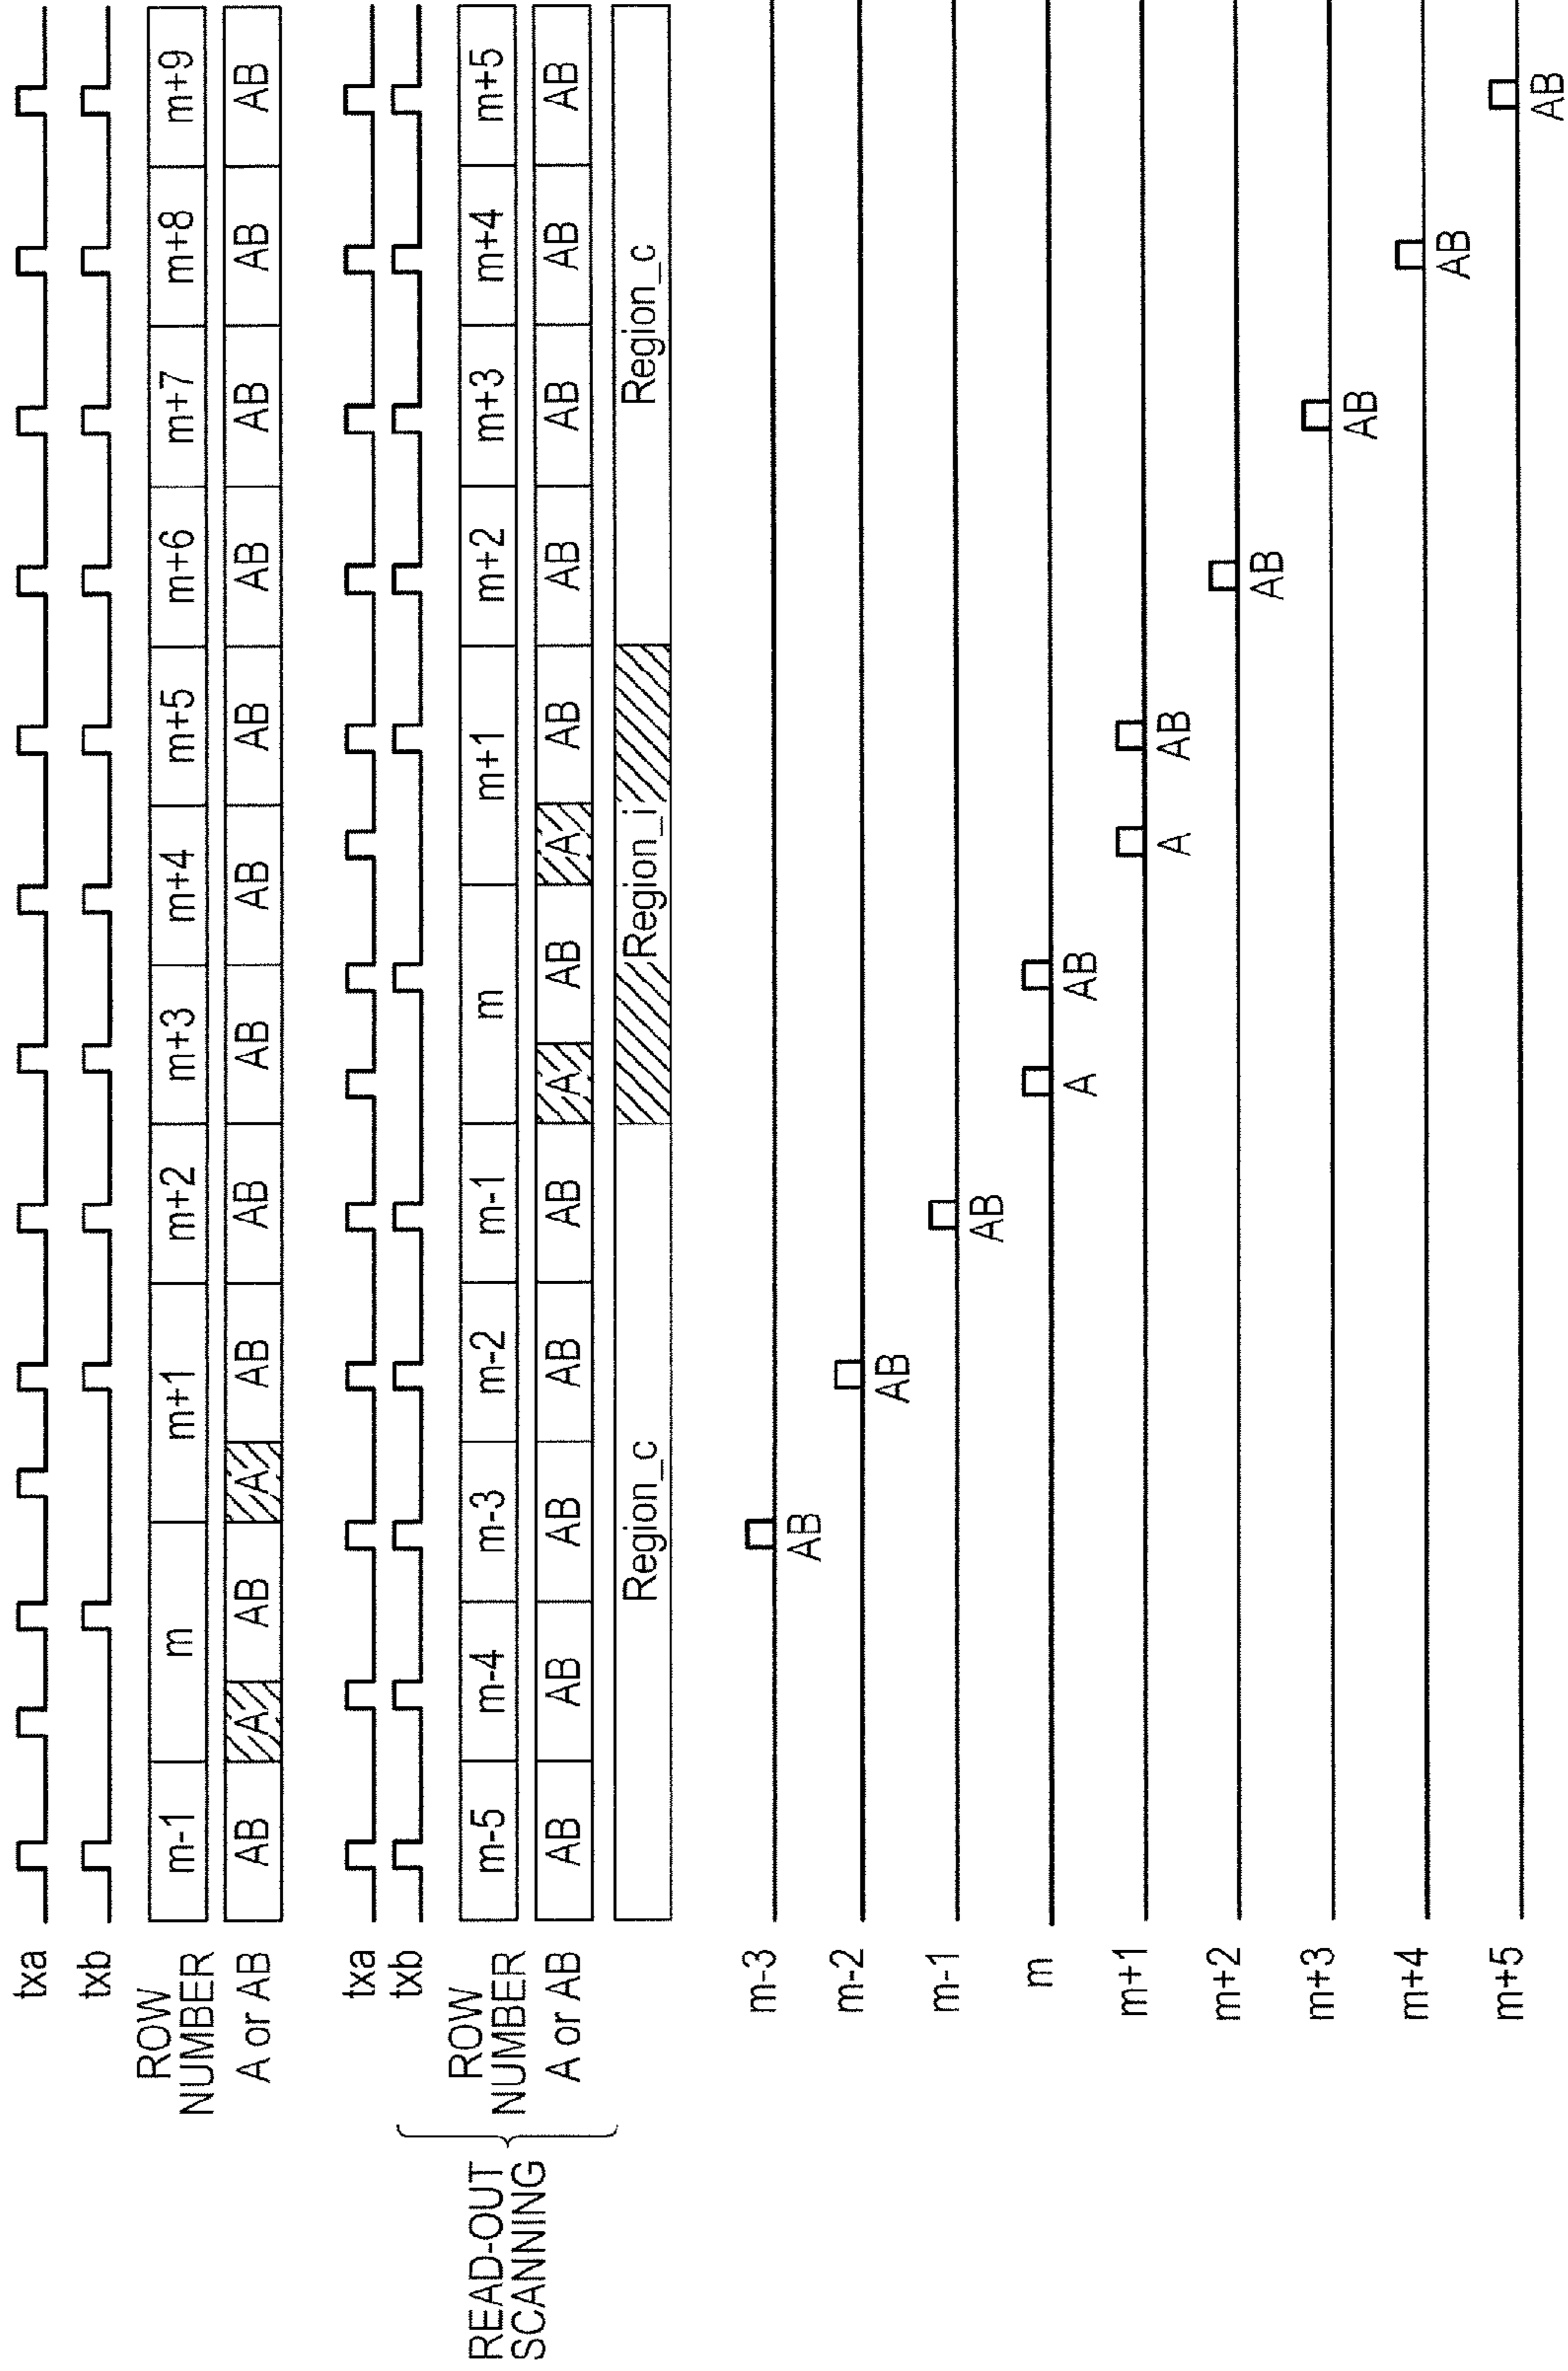 txa
txb
ROW NUMBER m-1 m m+1 m+2 m+3 m+4 m+5 m+6 m+7 m+8 m+9
A or AB AB A AB A AB AB AB AB AB AB AB AB AB
READ-OUT SCANNING
txa
txb
ROW NUMBER m-5 m-4 m-3 m-2 m-1 m m+1 m+2 m+3 m+4 m+5
A or AB AB AB AB AB AB A AB A AB AB AB AB AB
Region_c Region_i Region_c
m-3 AB
m-2 AB
m-1 AB
m A AB
m+1 A AB
m+2 AB
m+3 AB
m+4 AB
m+5 AB